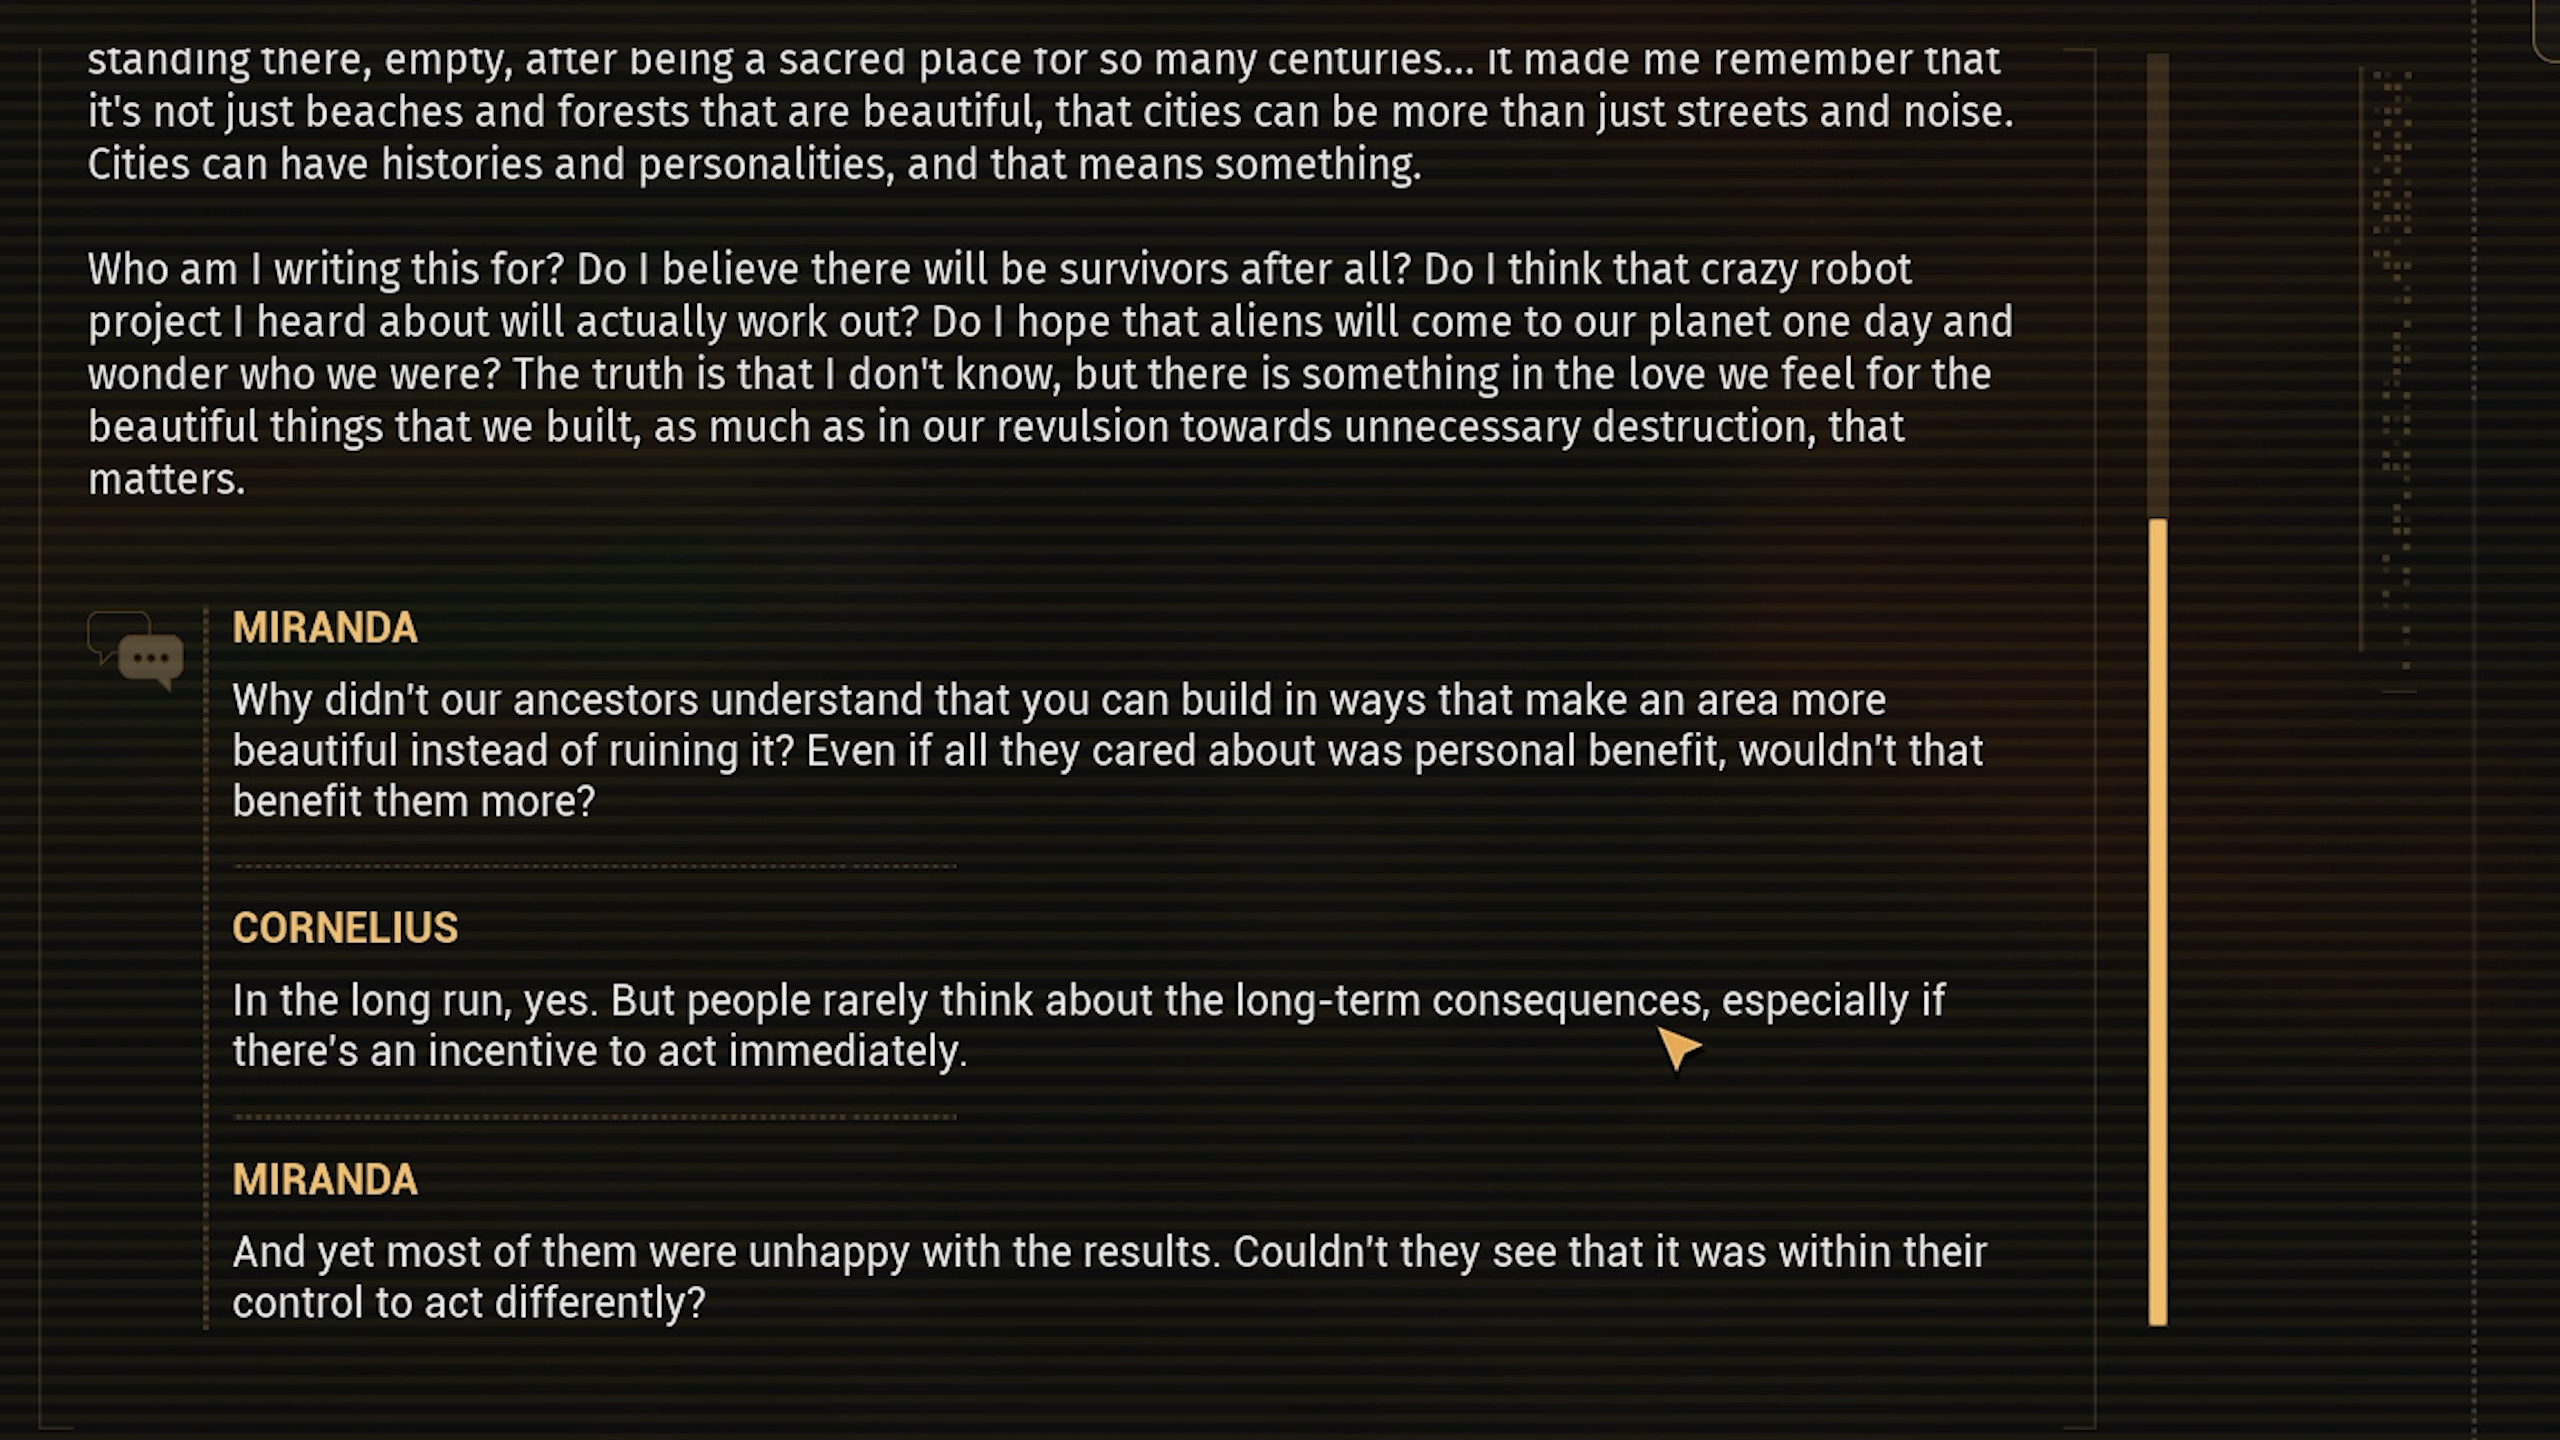 standing there, empty, after being a sacred place for so many centuries... It made me remember that
it's not just beaches and forests that are beautiful, that cities can be more than just streets and noise.
Cities can have histories and personalities, and that means something.
Who am I writing this for? Do I believe there will be survivors after all? Do I think that crazy robot
project I heard about will actually work out? Do I hope that aliens will come to our planet one day and
wonder who we were? The truth is that I don't know, but there is something in the love we feel for the
beautiful things that we built, as much as in our revulsion towards unnecessary destruction, that
matters.
MIRANDA
Why didn't our ancestors understand that you can build in ways that make an area more
beautiful instead of ruining it? Even if all they cared about was personal benefit, wouldn't that
benefit them more?
CORNELIUS
In the long run, yes. But people rarely think about the long-term consequences, especially if
there's an incentive to act immediately.
MIRANDA
And yet most of them were unhappy with the results. Couldn't they see that it was within their
control to act differently?